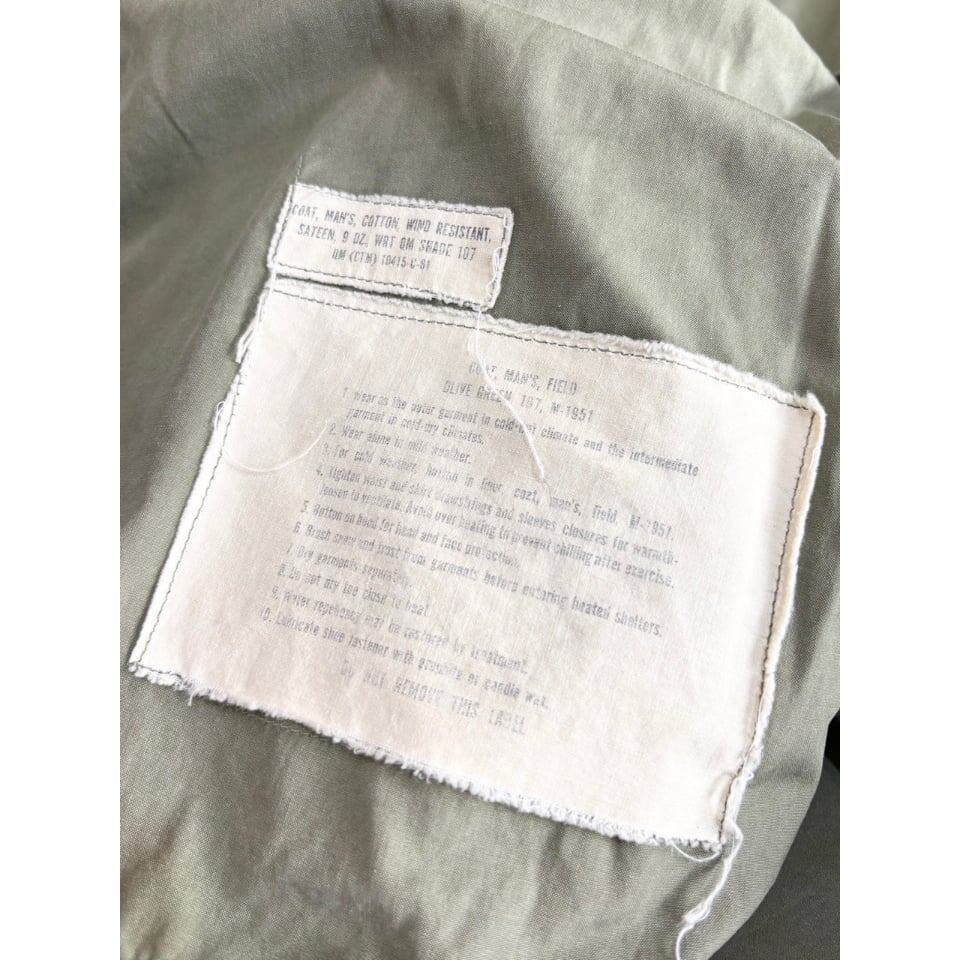 COAT, MAN'S, COTTON, WIND RESISTANT,
SATEEN, 9 OZ., WRT QM SHADE 107
QM (CTM) 10415-C-51
COAT, MAN'S, FIELD
OLIVE GREEN 107, M-1951
1. Wear as the outer garment in cold-wet climate and the intermediate
garment in cold-dry climates.
2. Wear alone in mild weather.
3. For cold weather, button in liner, coat, man's, field M-1951.
4. Tighten waist and skirt drawstrings and sleeves closures for warmth-
loosen to ventilate. Avoid over heating to prevent chilling after exercise.
5. Button on hood for head and face protection.
6. Brush snow and frost from garments before entering heated shelters.
7. Dry garments separately.
8. Do not dry too close to heat.
9. Water repellency may be restored by treatment.
10. Lubricate slide fastener with graphite or candle wax.
DO NOT REMOVE THIS LABEL